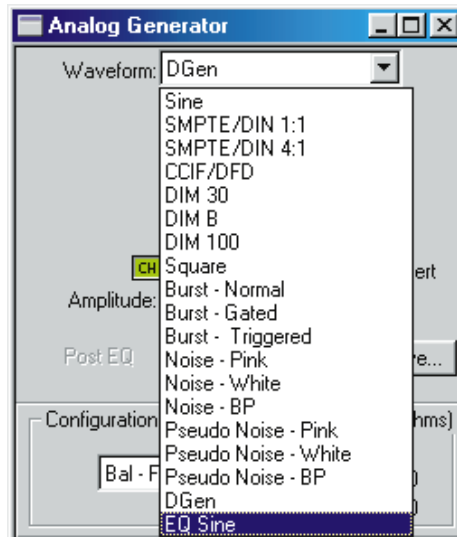 Analog Generator
Waveform: DGen
Sine
SMPTE/DIN 1:1
SMPTE/DIN 4:1
CCIF/DFD
DIM 30
DIM B
DIM 100
CH Square ert
Burst - Normal
Amplitude: Burst - Gated
Burst - Triggered
Post EQ Noise - Pink e...
Noise - White
Noise - BP
Configuration Pseudo Noise - Pink hms)
Pseudo Noise - White
Bal - F Pseudo Noise - BP )
DGen )
EQ Sine